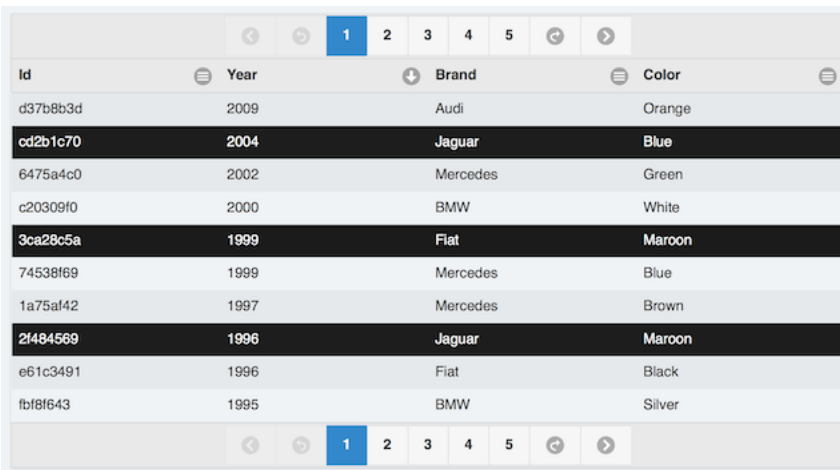 1 2 3 4 5
Id Year Brand Color
d37b8b3d 2009 Audi Orange
cd2b1c70 2004 Jaguar Blue
6475a4c0 2002 Mercedes Green
c20309f0 2000 BMW White
3ca28c5a 1999 Fiat Maroon
74538f69 1999 Mercedes Blue
1a75af42 1997 Mercedes Brown
2f484569 1996 Jaguar Maroon
e61c3491 1996 Fiat Black
fbf8f643 1995 BMW Silver
1 2 3 4 5